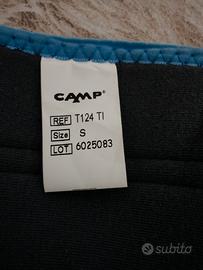 CAMP®
REF T124 TI
Size S
LOT 6025083
subito